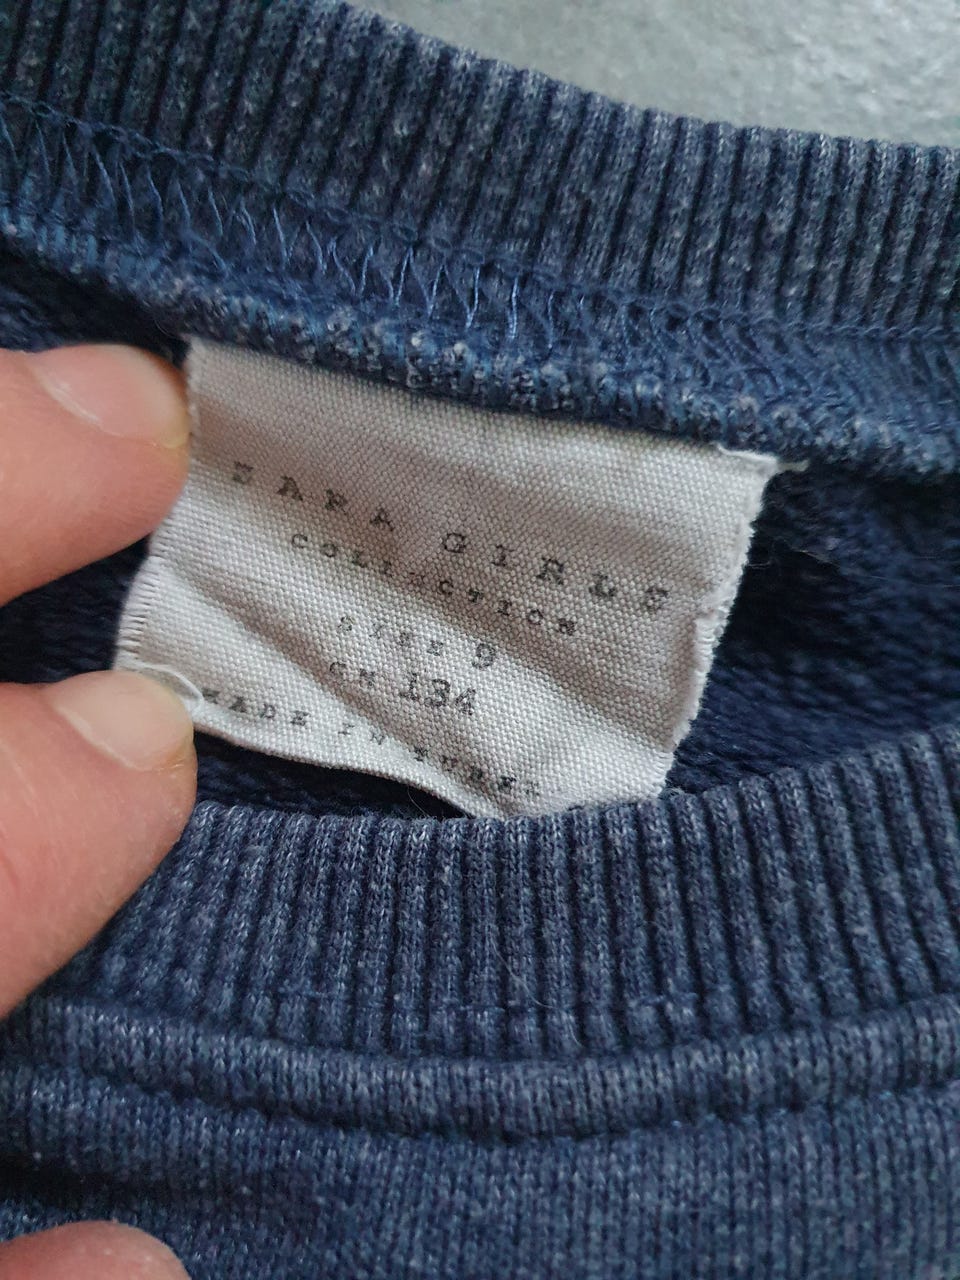 ZARA GIRLS
COLLECTION
SIZE 9
CM 134
MADE IN TURKEY